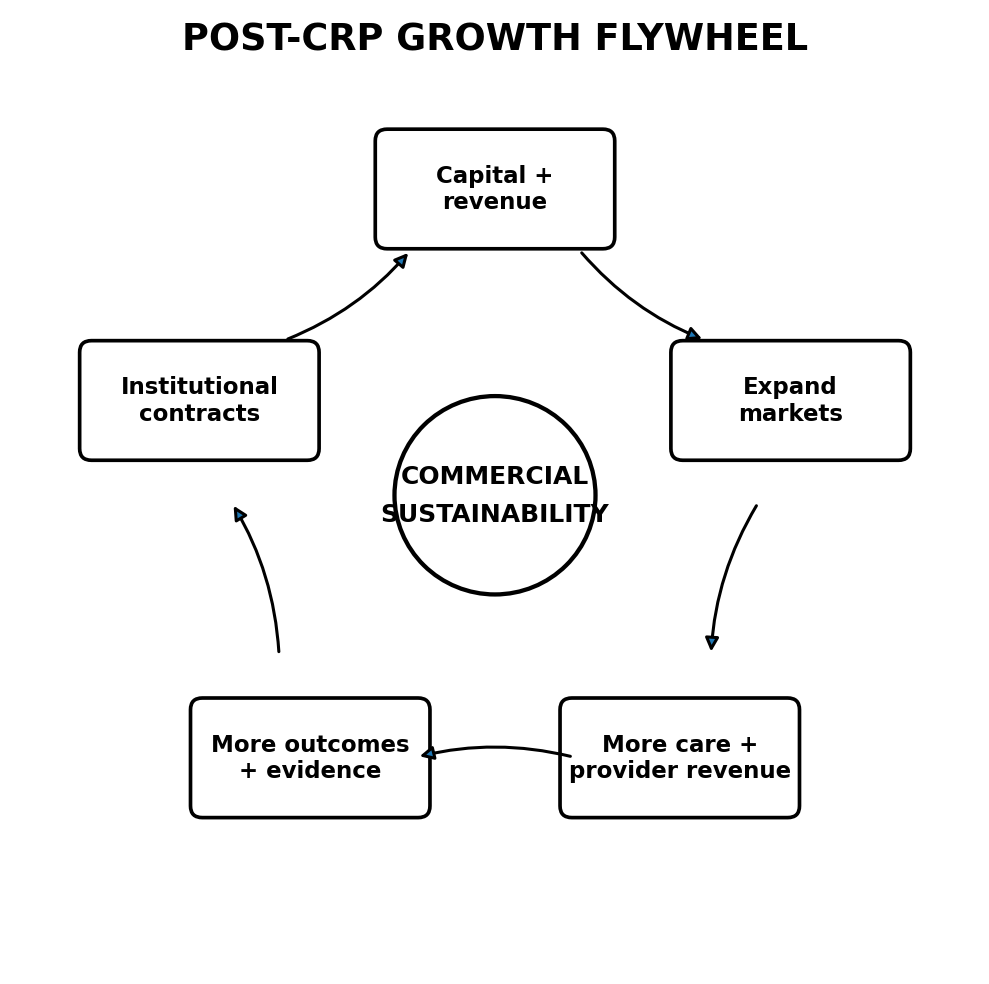 POST-CRP GROWTH FLYWHEEL
Capital +
revenue
Institutional
contracts
Expand
markets
COMMERCIAL
SUSTAINABILITY
More outcomes
+ evidence
More care +
provider revenue